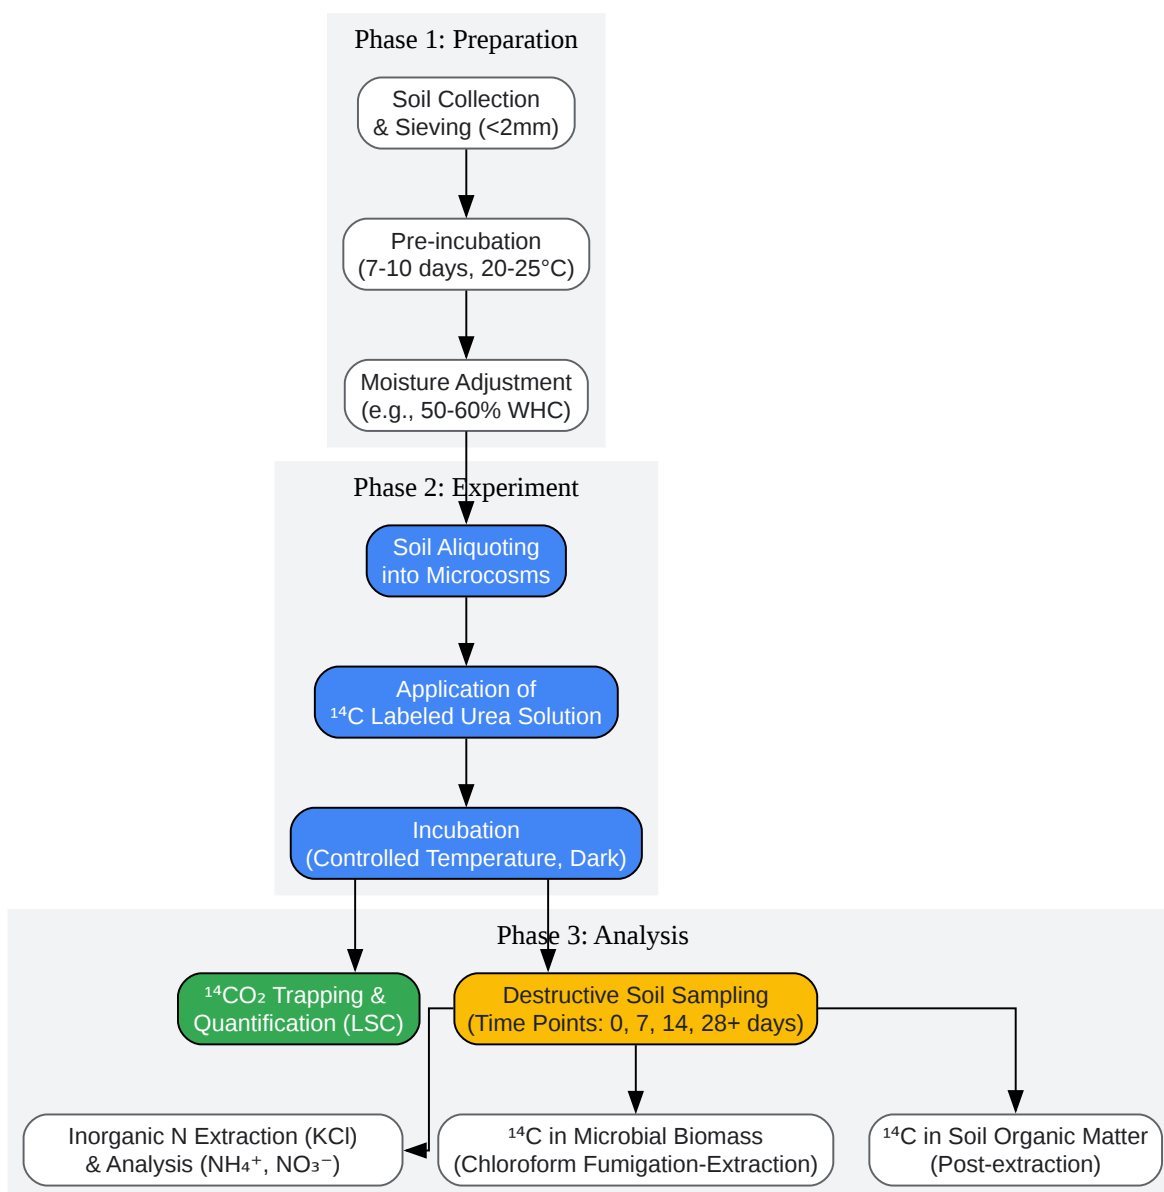 Phase 1: Preparation
Soil Collection
& Sieving (<2mm)
Pre-incubation
(7-10 days, 20-25°C)
Moisture Adjustment
(e.g., 50-60% WHC)
Phase 2: Experiment
Soil Aliquoting
into Microcosms
Application of
¹⁴C Labeled Urea Solution
Incubation
(Controlled Temperature, Dark)
Phase 3: Analysis
¹⁴CO₂ Trapping &
Quantification (LSC)
Destructive Soil Sampling
(Time Points: 0, 7, 14, 28+ days)
Inorganic N Extraction (KCl)
& Analysis (NH₄⁺, NO₃⁻)
¹⁴C in Microbial Biomass
(Chloroform Fumigation-Extraction)
¹⁴C in Soil Organic Matter
(Post-extraction)